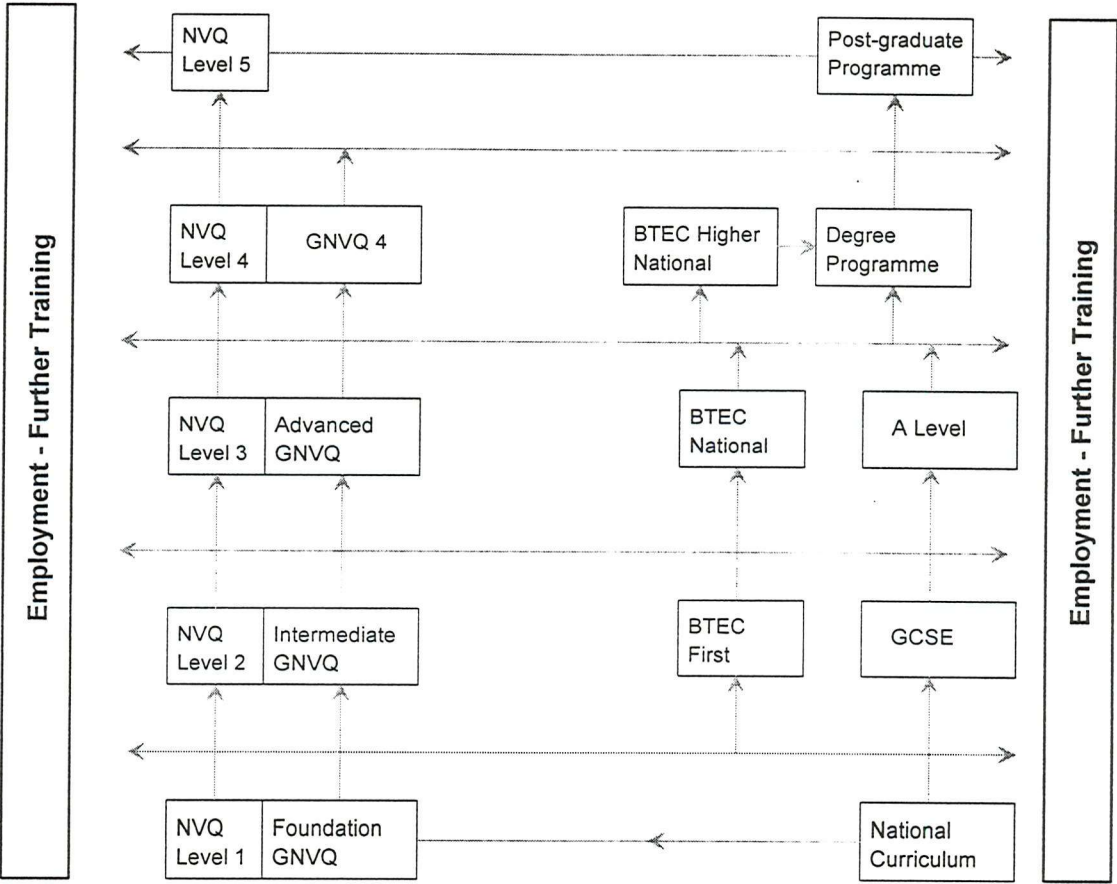 Employment - Further Training
NVQ
Level 5
Post-graduate
Programme
NVQ
Level 4
GNVQ 4
BTEC Higher
National
Degree
Programme
NVQ
Level 3
Advanced
GNVQ
BTEC
National
A Level
NVQ
Level 2
Intermediate
GNVQ
BTEC
First
GCSE
NVQ
Level 1
Foundation
GNVQ
National
Curriculum
Employment - Further Training